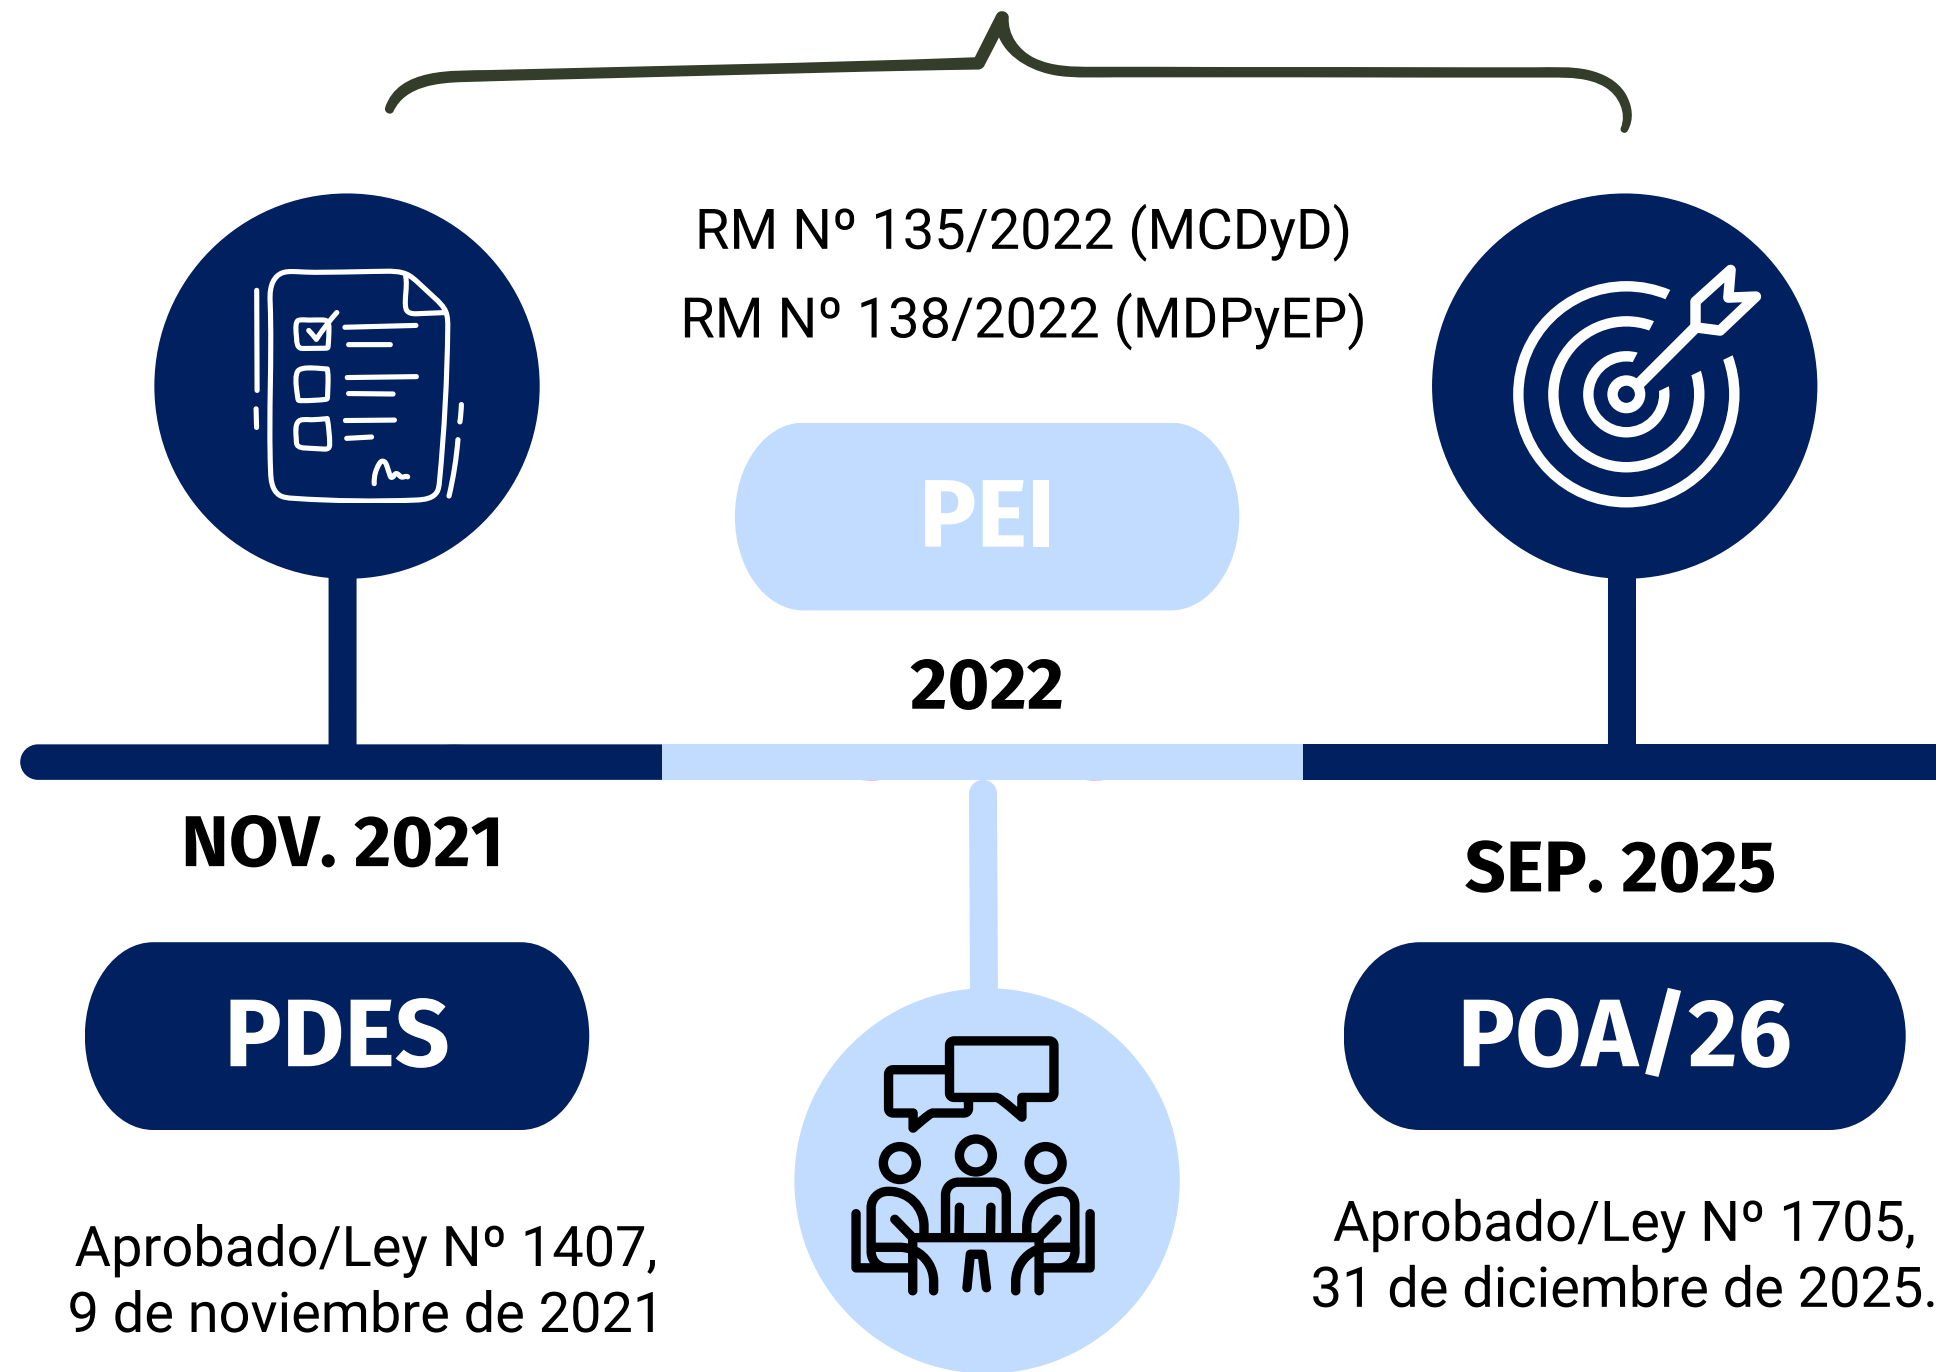 RM Nº 135/2022 (MCDyD)
RM Nº 138/2022 (MDPyEP)
PEI
2022
NOV. 2021
PDES
Aprobado/Ley Nº 1407,
9 de noviembre de 2021
SEP. 2025
POA/26
Aprobado/Ley Nº 1705,
31 de diciembre de 2025.